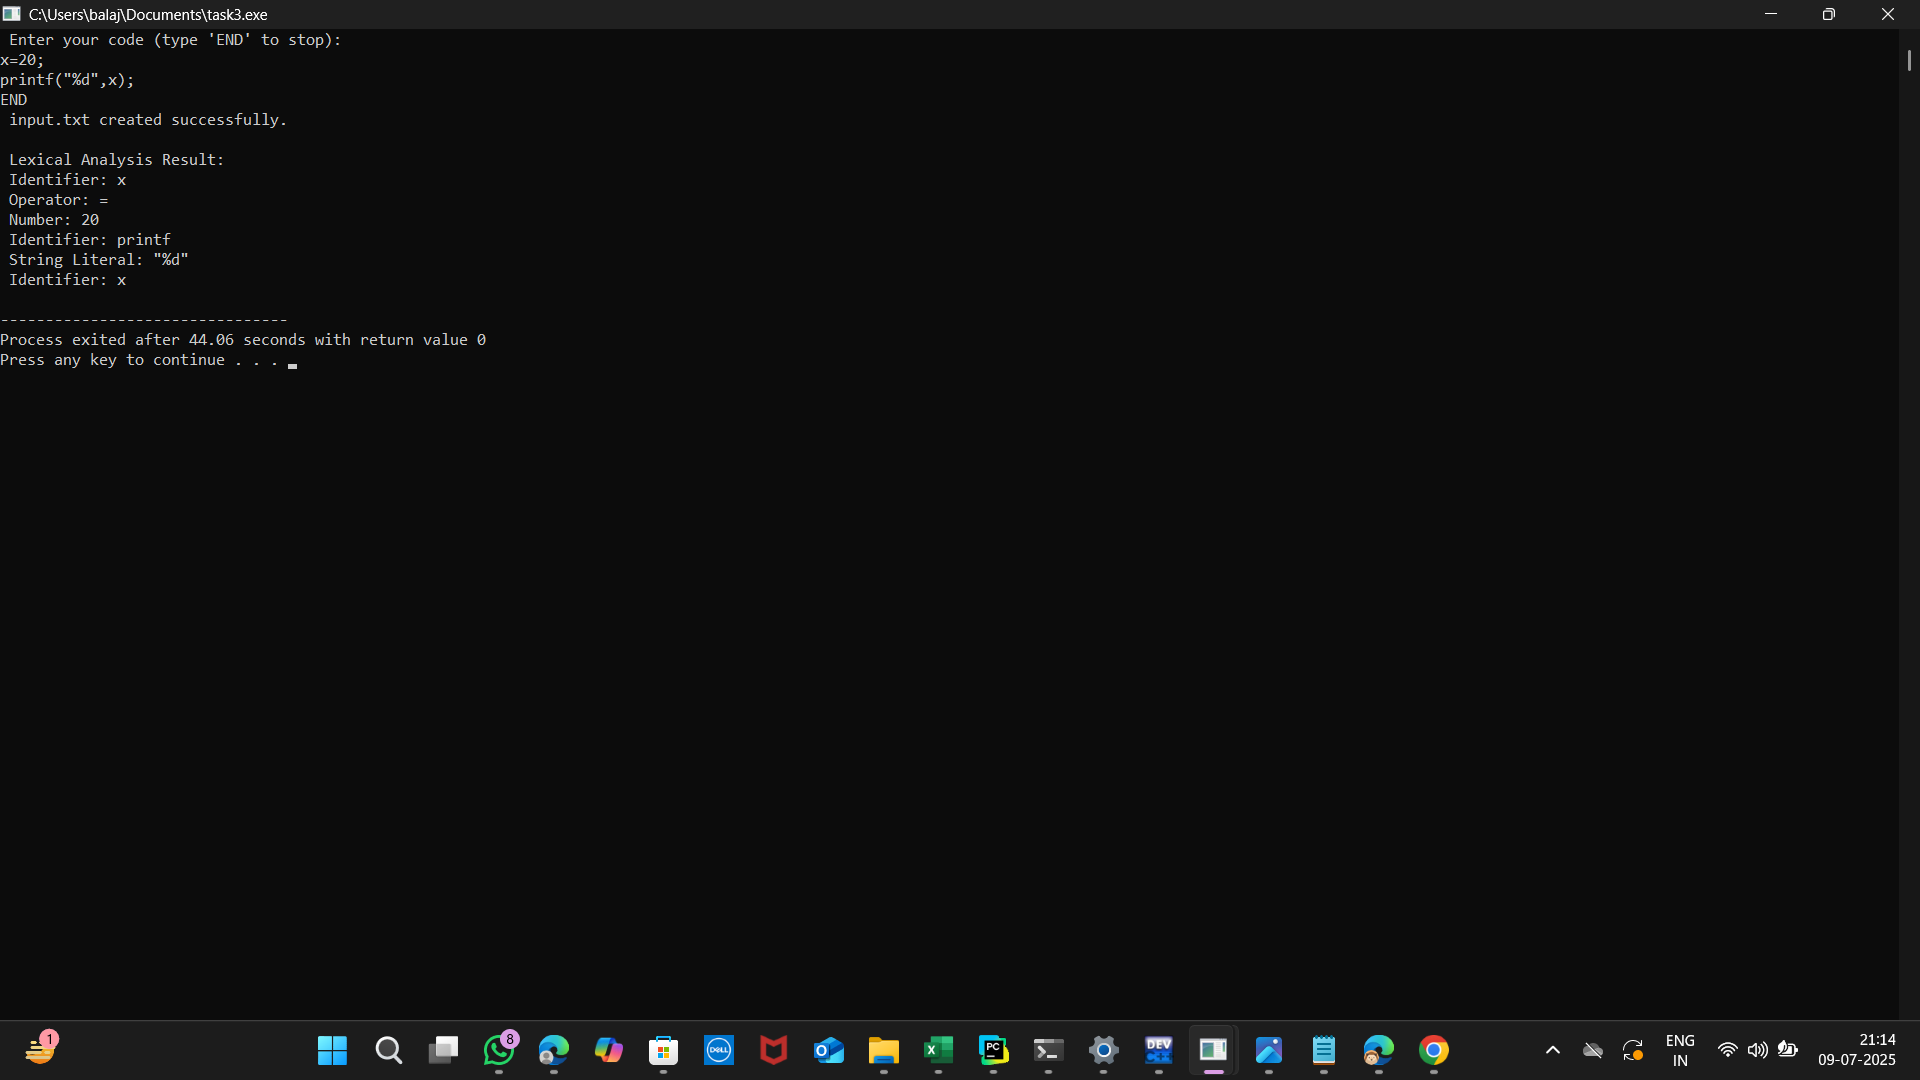 C:\Users\balaj\Documents\task3.exe
Enter your code (type 'END' to stop):
x=20;
printf("%d",x);
END
input.txt created successfully.
Lexical Analysis Result:
Identifier: x
Operator: =
Number: 20
Identifier: printf
String Literal: "%d"
Identifier: x
--------------------------------
Process exited after 44.06 seconds with return value 0
Press any key to continue . . .
1
8
DELL
O
X
PC
DEV
C++
ENG
IN
21:14
09-07-2025